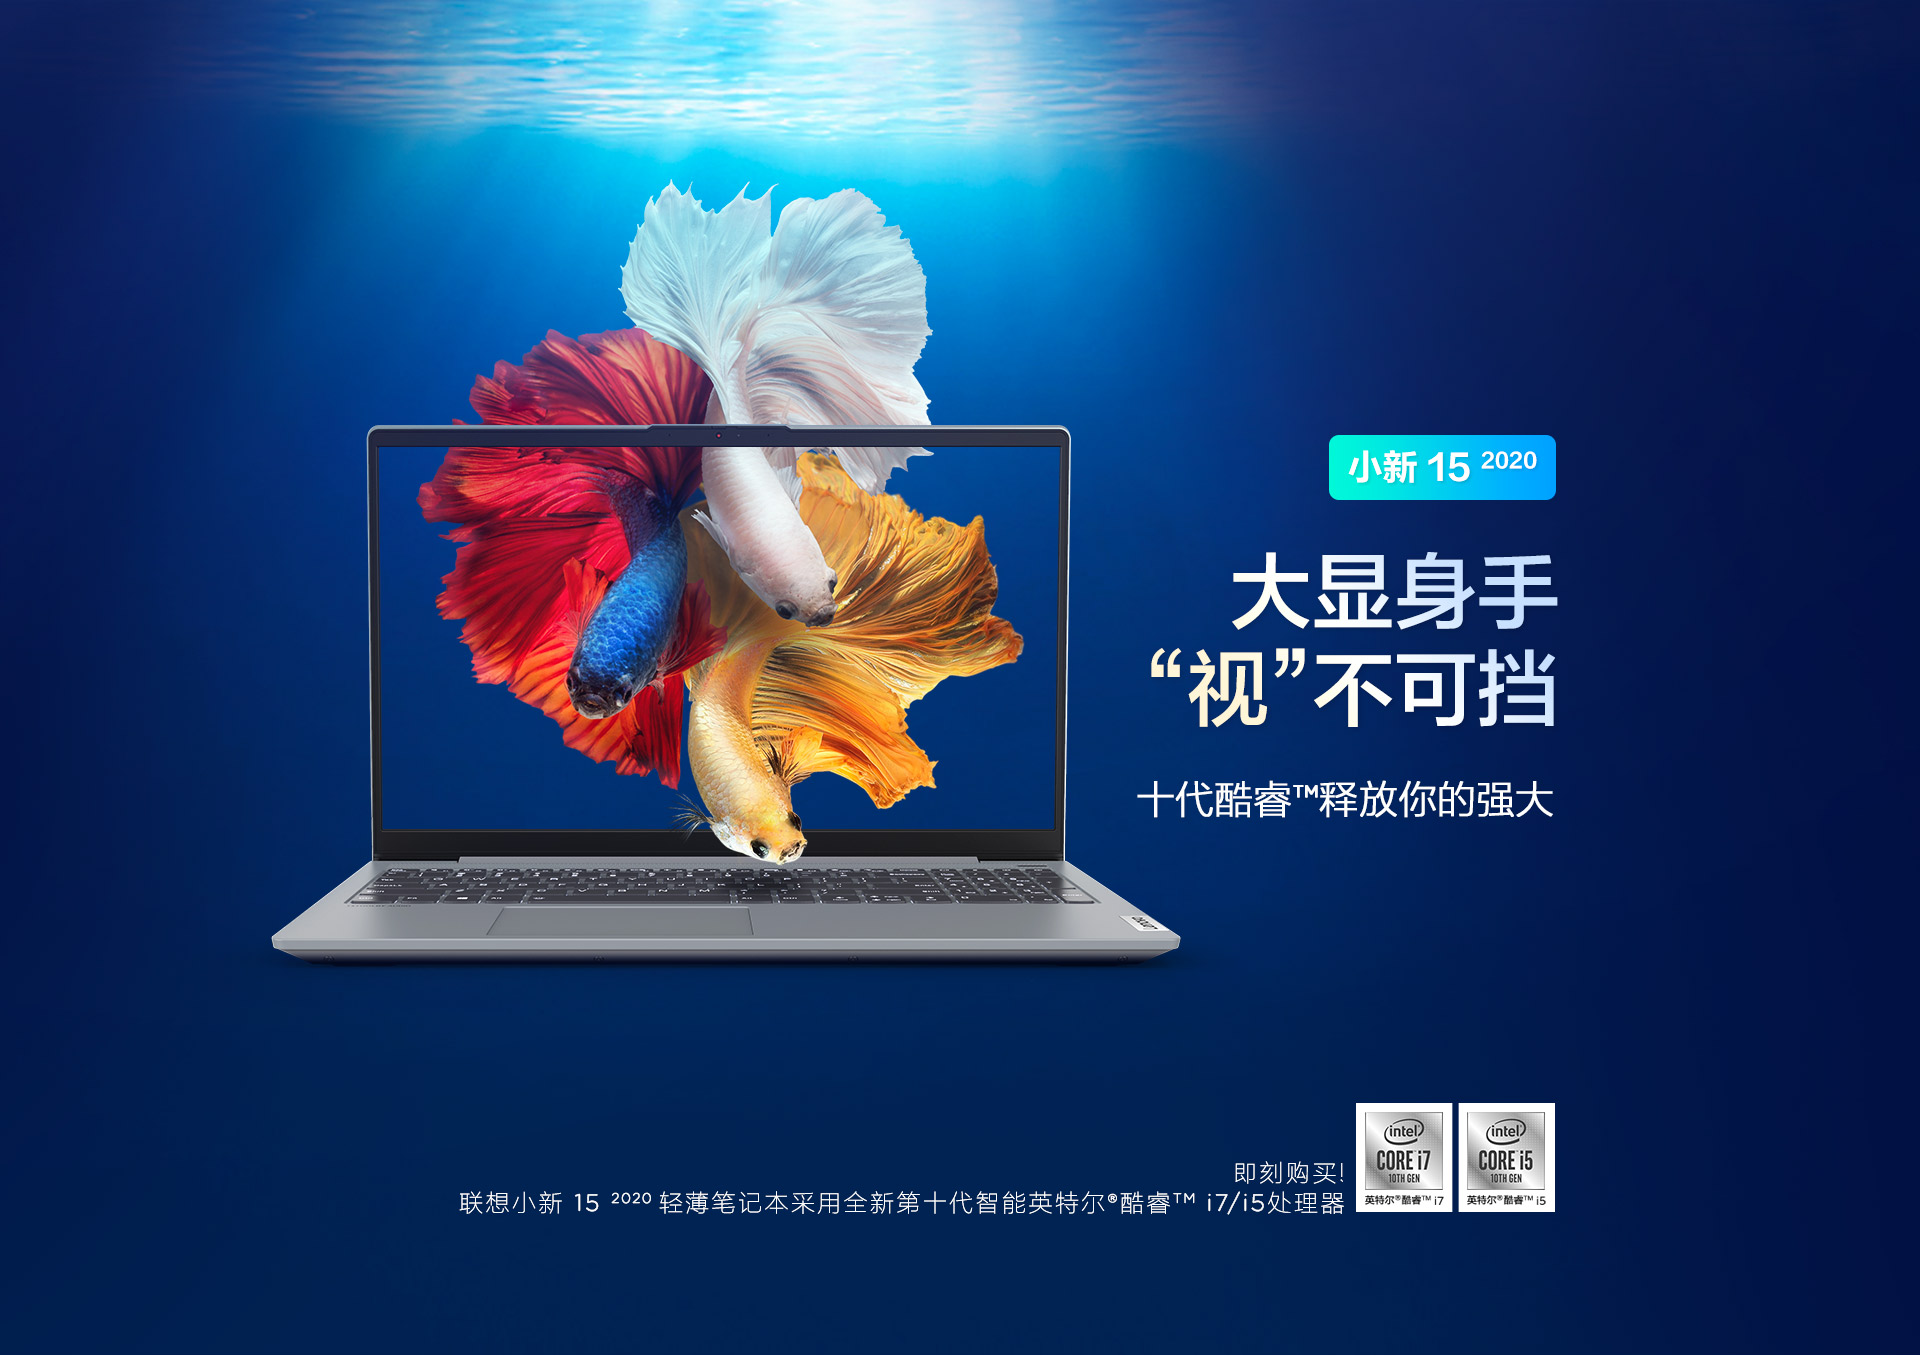 小新 15 2020
大显身手
“视”不可挡
十代酷睿™释放你的强大
即刻购买!
联想小新 15 2020 轻薄笔记本采用全新第十代智能英特尔®酷睿™ i7/i5处理器
intel
CORE i7
10TH GEN
英特尔®酷睿™ i7
intel
CORE i5
10TH GEN
英特尔®酷睿™ i5
Lenovo